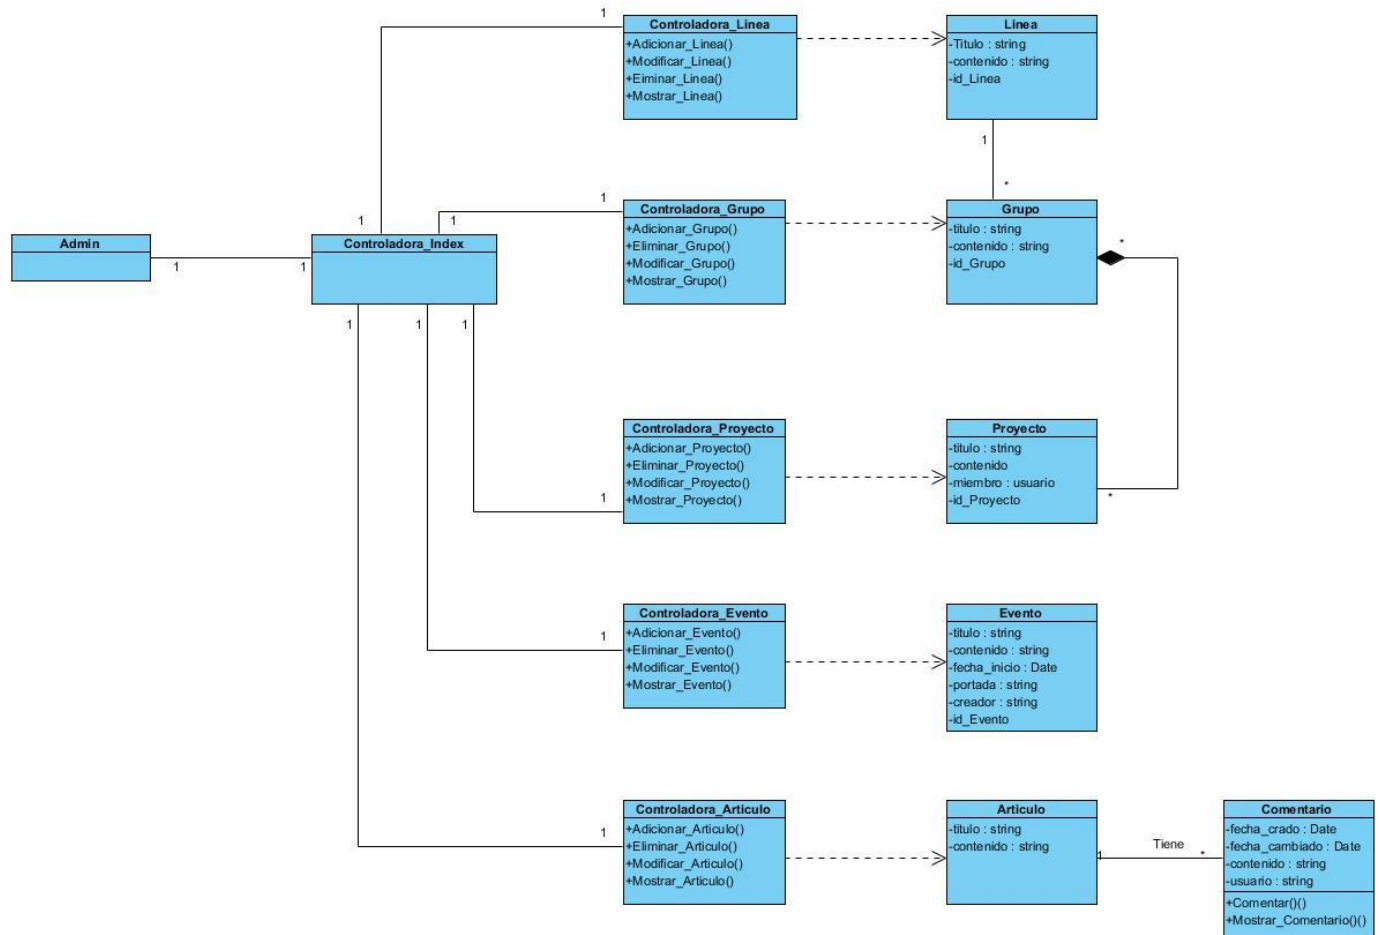 1
Controladora_Linea
+Adicionar_Linea()
+Modificar_Linea()
+Eiminar_Linea()
+Mostrar_Linea()
Linea
-Titulo : string
-contenido : string
-id_Linea
1
*
1
1
1
Controladora_Grupo
+Adicionar_Grupo()
+Eliminar_Grupo()
+Modificar_Grupo()
+Mostrar_Grupo()
Grupo
-titulo : string
-contenido : string
-id_Grupo
*
Admin
1
1
Controladora_Index
1
1
1
Controladora_Proyecto
+Adicionar_Proyecto()
+Eliminar_Proyecto()
+Modificar_Proyecto()
+Mostrar_Proyecto()
1
Proyecto
-titulo : string
-contenido
-miembro : usuario
-id_Proyecto
*
Controladora_Evento
+Adicionar_Evento()
+Eliminar_Evento()
+Modificar_Evento()
+Mostrar_Evento()
1
Evento
-titulo : string
-contenido : string
-fecha_inicio : Date
-portada : string
-creador : string
-id_Evento
Controladora_Articulo
+Adicionar_Articulo()
+Eliminar_Articulo()
+Modificar_Articulo()
+Mostrar_Articulo()
1
Articulo
-titulo : string
-contenido : string
1
Tiene
*
Comentario
-fecha_crado : Date
-fecha_cambiado : Date
-contenido : string
-usuario : string
+Comentar()()
+Mostrar_Comentario()()